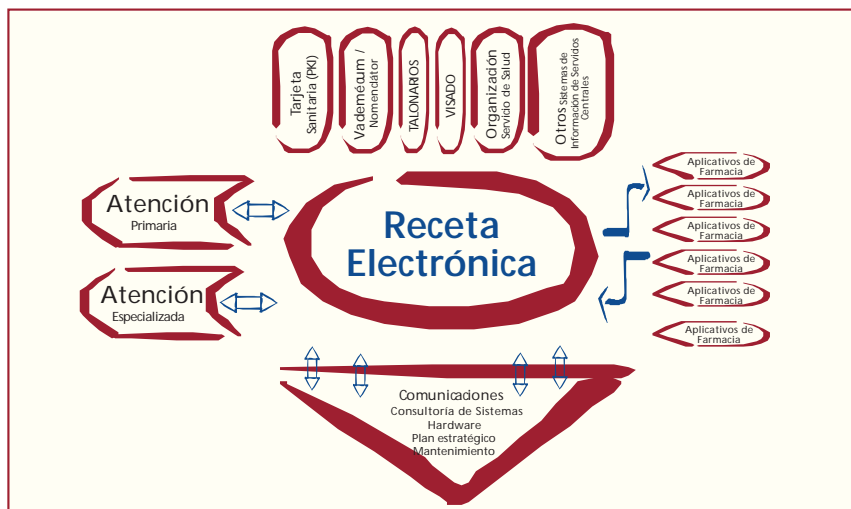 Tarjeta
Sanitaria (PKI)
Vademécum /
Nomenclátor
TALONARIOS
VISADO
Organización
Servicio de Salud
Otros Sistemas de
Información de Servidos
Centrales
Atención
Primaria
Atención
Especializada
Receta
Electrónica
Aplicativos de
Farmacia
Aplicativos de
Farmacia
Aplicativos de
Farmacia
Aplicativos de
Farmacia
Aplicativos de
Farmacia
Aplicativos de
Farmacia
Comunicaciones
Consultoría de Sistemas
Hardware
Plan estratégico
Mantenimiento